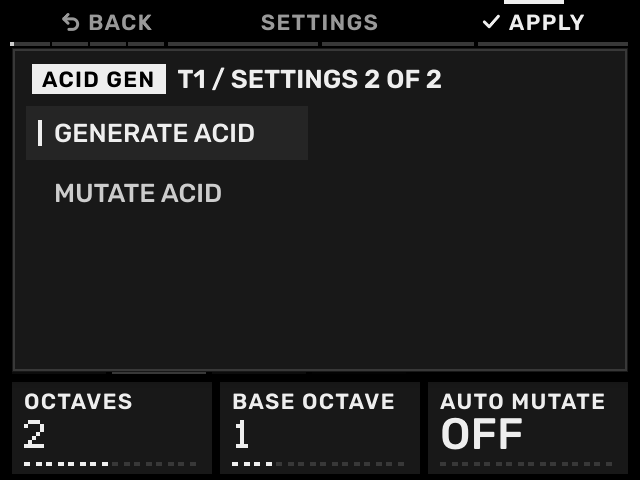 BACK SETTINGS APPLY
ACID GEN T1 / SETTINGS 2 OF 2
GENERATE ACID
MUTATE ACID
OCTAVES BASE OCTAVE AUTO MUTATE
2 1 OFF